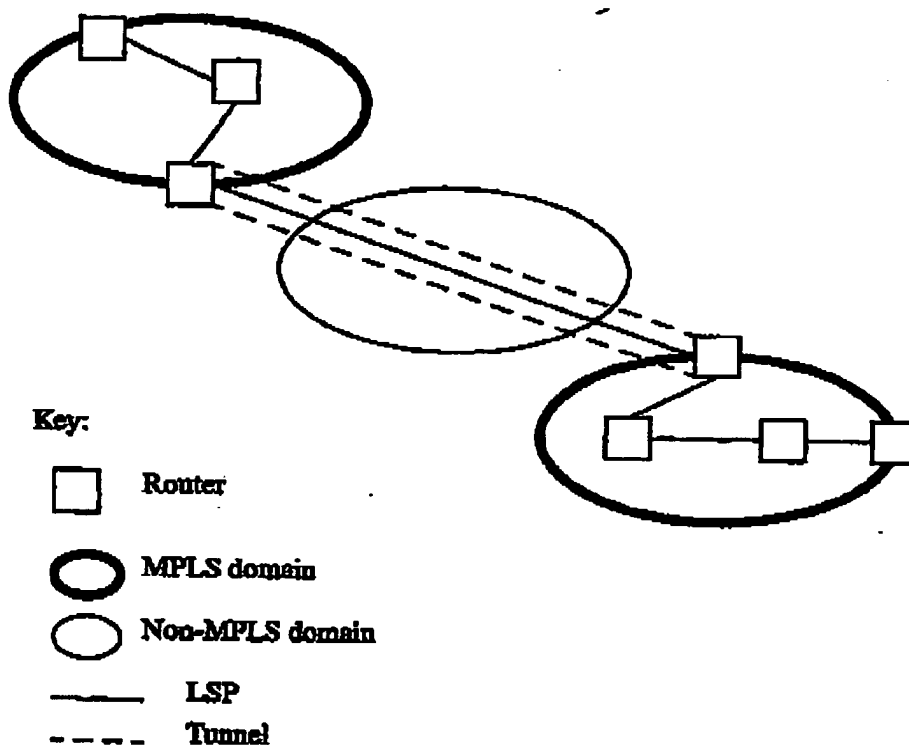 Key:
Router
MPLS domain
Non-MPLS domain
LSP
Tunnel